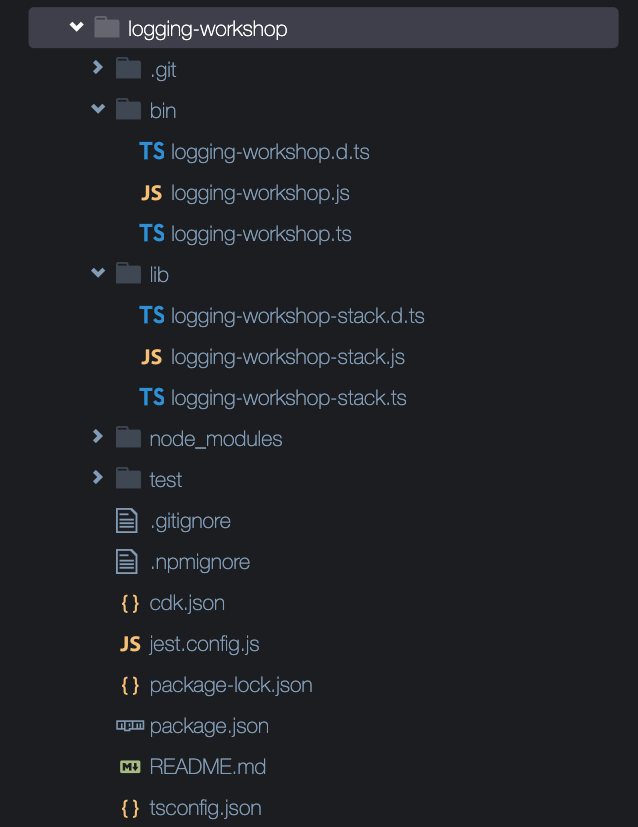 logging-workshop
.git
bin
TS logging-workshop.d.ts
JS logging-workshop.js
TS logging-workshop.ts
lib
TS logging-workshop-stack.d.ts
JS logging-workshop-stack.js
TS logging-workshop-stack.ts
node_modules
test
.gitignore
.npmignore
{} cdk.json
JS jest.config.js
{} package-lock.json
npm package.json
M↓ README.md
{} tsconfig.json